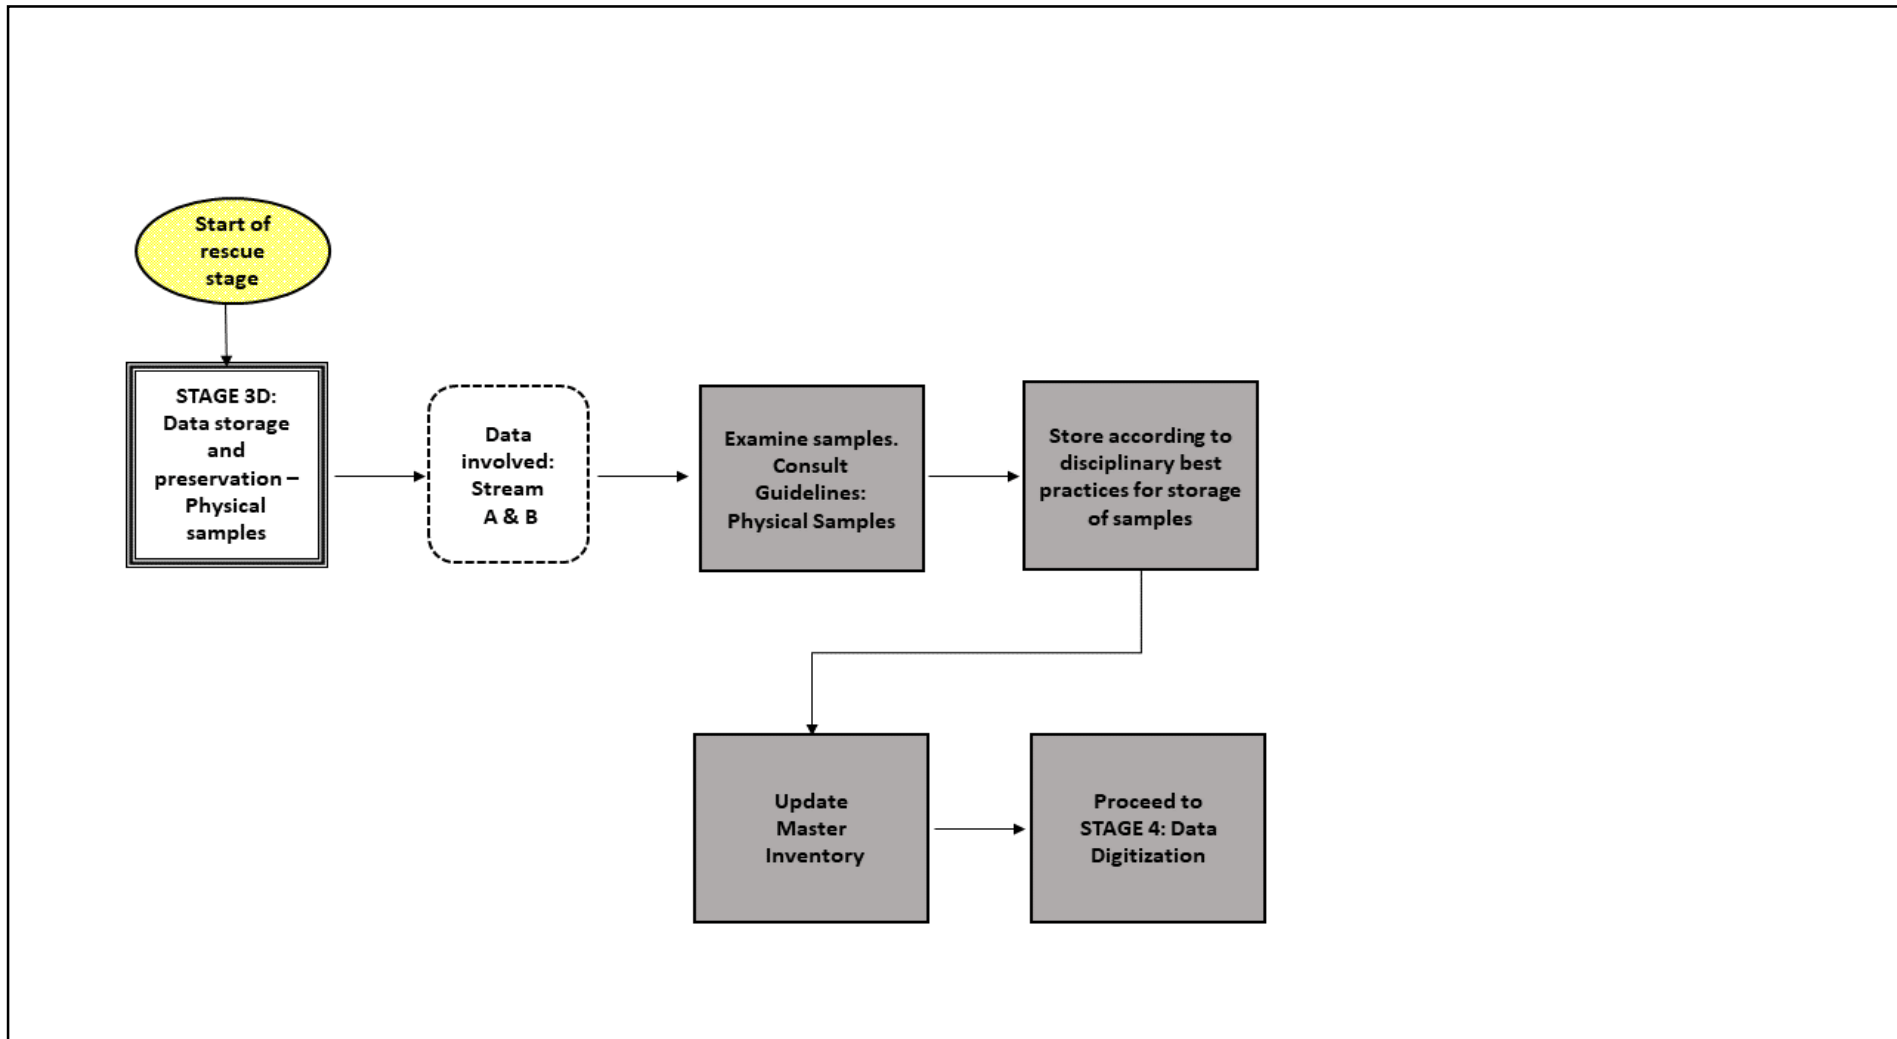 Start of
rescue
stage
STAGE 3D:
Data storage
and
preservation –
Physical
samples
Data
involved:
Stream
A & B
Examine samples.
Consult
Guidelines:
Physical Samples
Store according to
disciplinary best
practices for storage
of samples
Update
Master
Inventory
Proceed to
STAGE 4: Data
Digitization